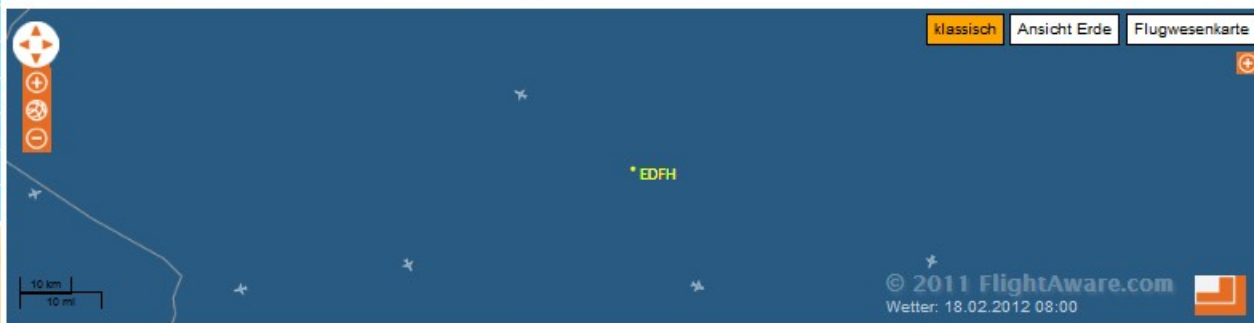 klassisch
Ansicht Erde
Flugwesenkarte
EDFH
10 km
10 mi
© 2011 FlightAware.com
Wetter: 18.02.2012 08:00